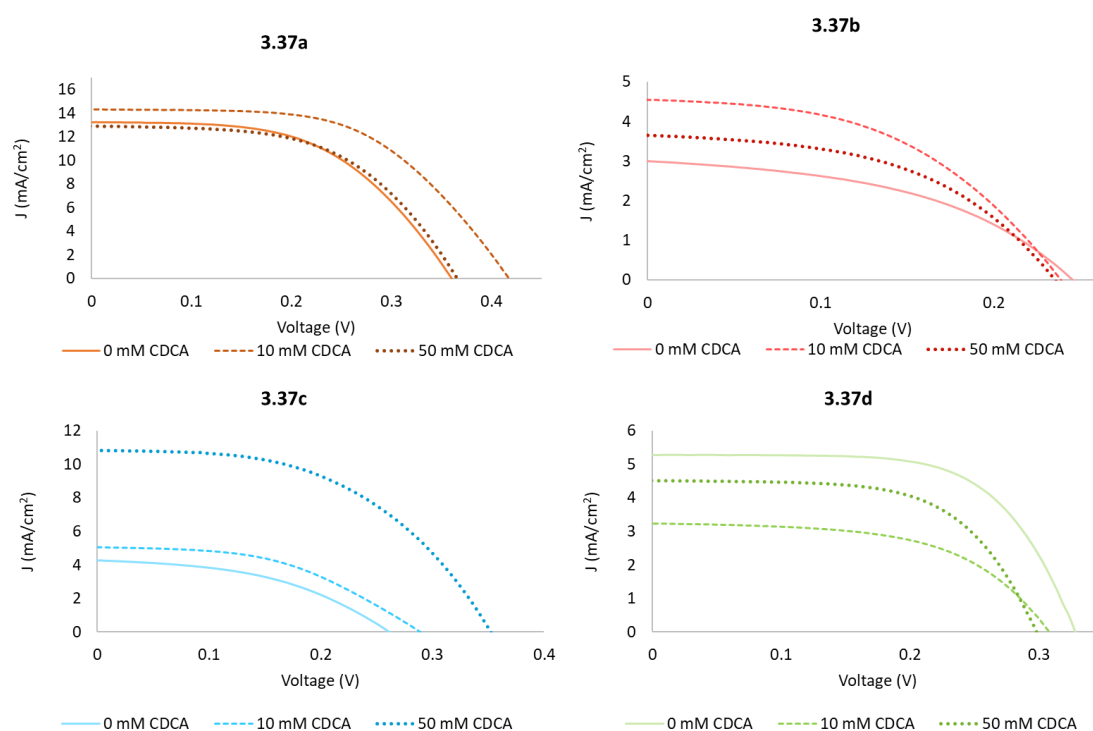 3.37a
J (mA/cm²)
16
14
12
10
8
6
4
2
0
0 0.1 0.2 0.3 0.4
Voltage (V)
0 mM CDCA 10 mM CDCA 50 mM CDCA
3.37b
J (mA/cm²)
5
4
3
2
1
0
0 0.1 0.2
Voltage (V)
0 mM CDCA 10 mM CDCA 50 mM CDCA
3.37c
J (mA/cm²)
12
10
8
6
4
2
0
0 0.1 0.2 0.3 0.4
Voltage (V)
0 mM CDCA 10 mM CDCA 50 mM CDCA
3.37d
J (mA/cm²)
6
5
4
3
2
1
0
0 0.1 0.2 0.3
Voltage (V)
0 mM CDCA 10 mM CDCA 50 mM CDCA